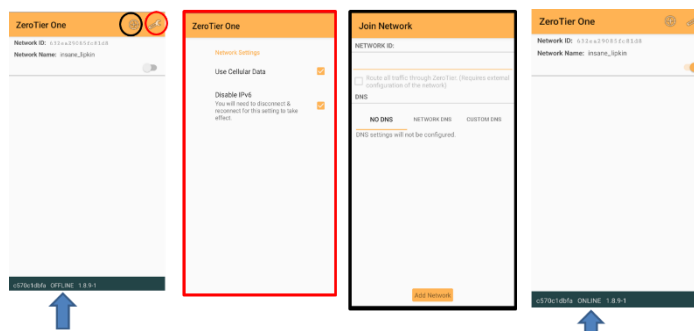 ZeroTier One
Network ID:
Network Name: insane_lipkin
c570c1dbfa OFFLINE 1.8.9-1
ZeroTier One
Network Settings
Use Cellular Data
Disable IPv6
You will need to disconnect &
reconnect for this setting to take
effect.
Join Network
NETWORK ID:
Route all traffic through ZeroTier. (Requires external
configuration of the network)
DNS
NO DNS NETWORK DNS CUSTOM DNS
DNS settings will not be configured.
Add Network
ZeroTier One
Network ID:
Network Name: insane_lipkin
c570c1dbfa ONLINE 1.8.9-1